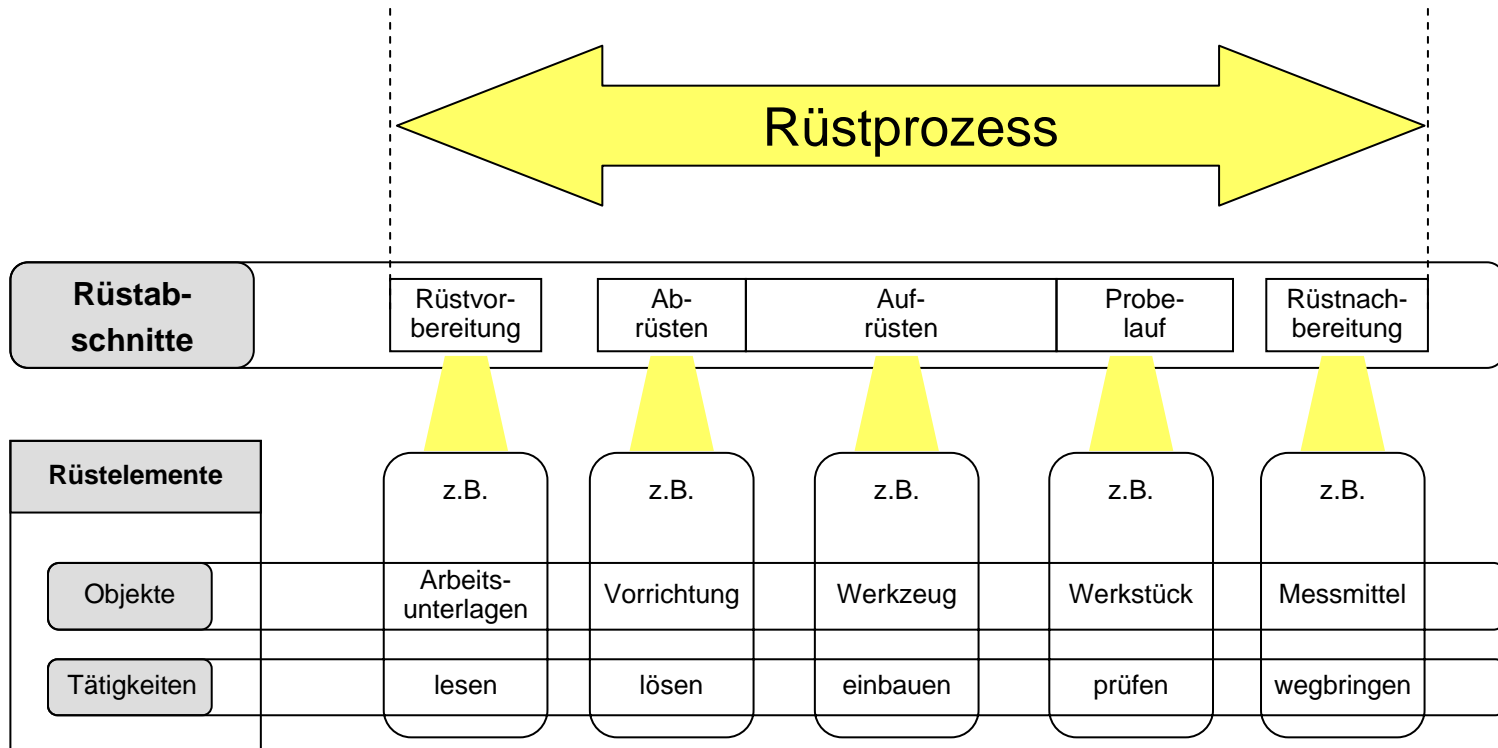 Rüstprozess
Rüstab-
schnitte
Rüstvor-
bereitung
Ab-
rüsten
Auf-
rüsten
Probe-
lauf
Rüstnach-
bereitung
Rüstelemente
z.B.
z.B.
z.B.
z.B.
z.B.
Objekte
Arbeits-
unterlagen
Vorrichtung
Werkzeug
Werkstück
Messmittel
Tätigkeiten
lesen
lösen
einbauen
prüfen
wegbringen